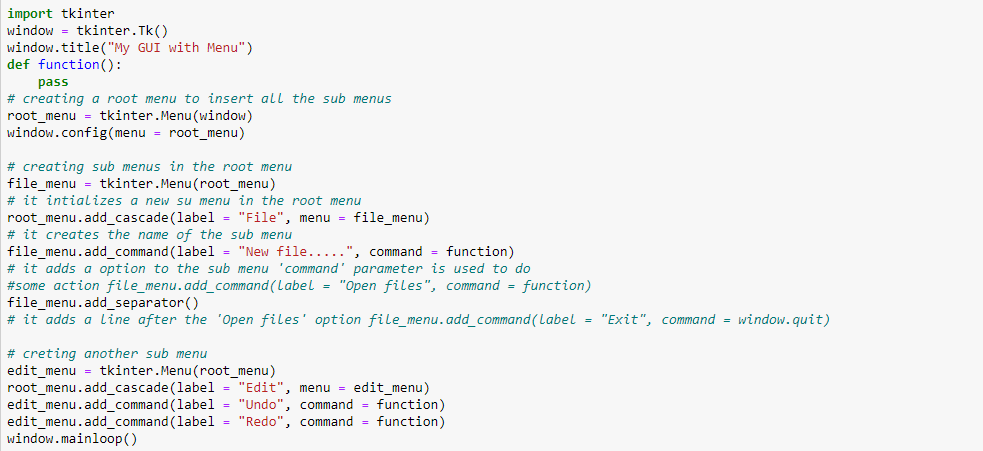 import tkinter
window = tkinter.Tk()
window.title("My GUI with Menu")
def function():
    pass
# creating a root menu to insert all the sub menus
root_menu = tkinter.Menu(window)
window.config(menu = root_menu)

# creating sub menus in the root menu
file_menu = tkinter.Menu(root_menu)
# it intializes a new su menu in the root menu
root_menu.add_cascade(label = "File", menu = file_menu)
# it creates the name of the sub menu
file_menu.add_command(label = "New file.....", command = function)
# it adds a option to the sub menu 'command' parameter is used to do
#some action file_menu.add_command(label = "Open files", command = function)
file_menu.add_separator()
# it adds a line after the 'Open files' option file_menu.add_command(label = "Exit", command = window.quit)

# creting another sub menu
edit_menu = tkinter.Menu(root_menu)
root_menu.add_cascade(label = "Edit", menu = edit_menu)
edit_menu.add_command(label = "Undo", command = function)
edit_menu.add_command(label = "Redo", command = function)
window.mainloop()